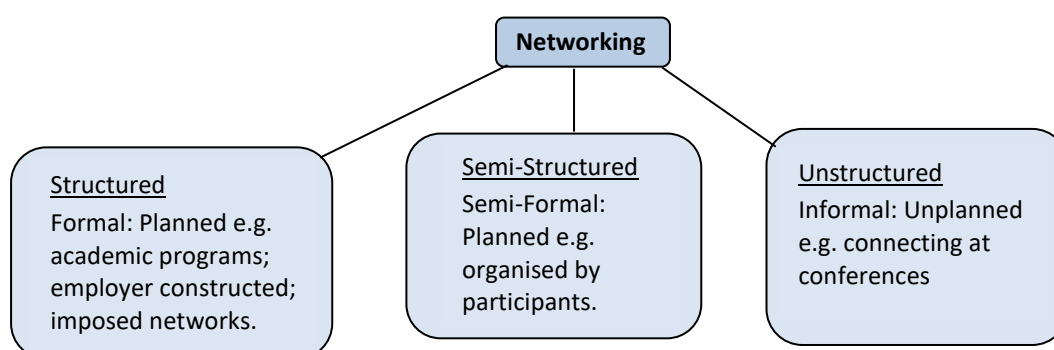 Networking
Structured
Formal: Planned e.g.
academic programs;
employer constructed;
imposed networks.
Semi-Structured
Semi-Formal:
Planned e.g.
organised by
participants.
Unstructured
Informal: Unplanned
e.g. connecting at
conferences